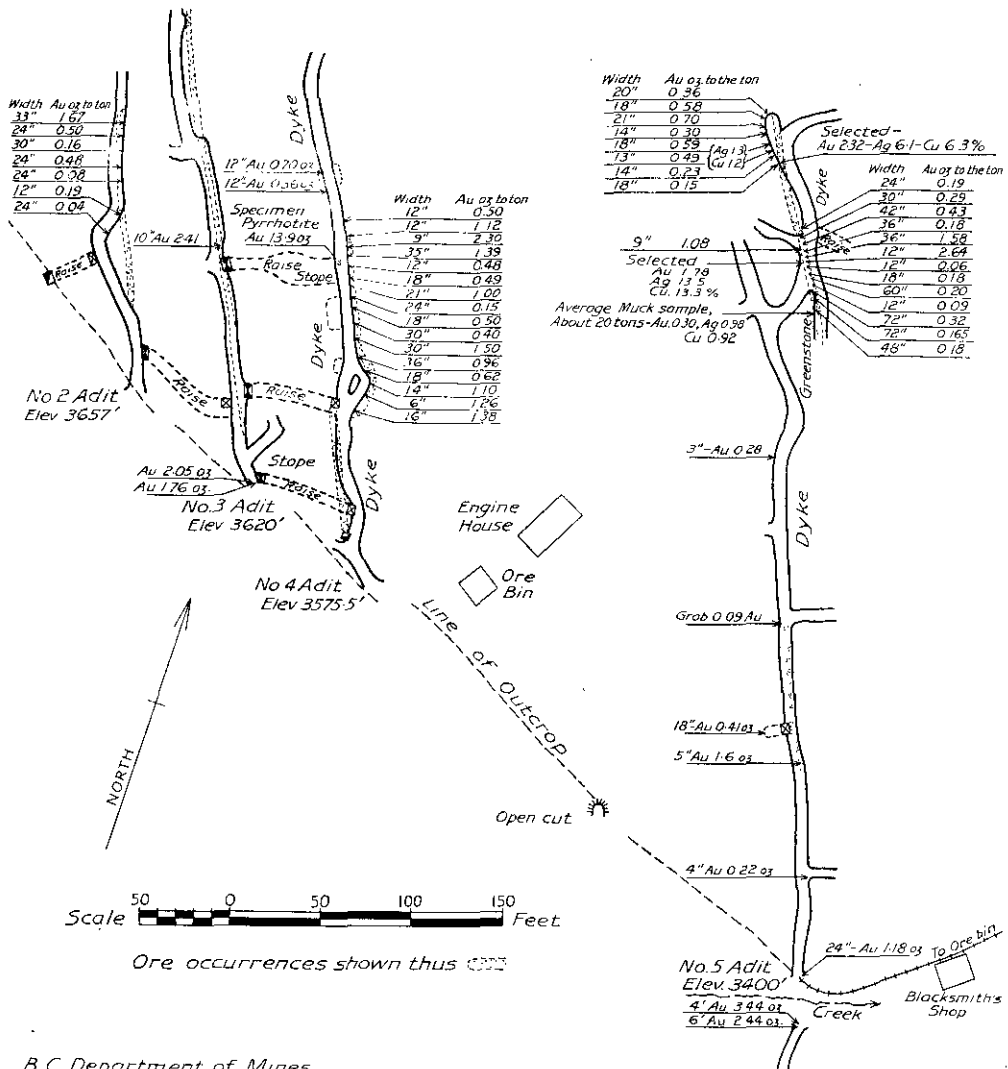 Width Au oz to ton
33" 1.67
24" 0.50
30" 0.16
24" 0.48
24" 0.08
12" 0.19
24" 0.04
Raise
No 2 Adit
Elev 3657'
Raise
10" Au 2.41
12" Au 0.70 oz
12" Au 0.56 oz
Specimen
Pyrrhotite
Au 13.9 oz
Raise
Stope
Raise
Dyke
Dyke
Dyke
Width Au oz to ton
12" 0.50
12" 1.12
9" 2.30
35" 1.39
12" 0.48
18" 0.49
21" 1.00
24" 0.15
18" 0.50
30" 0.40
30" 1.50
36" 0.96
18" 0.62
14" 1.10
6" 1.26
16" 1.38
Stope
Raise
Au 2.05 oz
Au 1.76 oz
No. 3 Adit
Elev 3620'
No 4 Adit
Elev 3575.5'
Engine
House
Ore
Bin
Line of Outcrop
Open cut
NORTH
Width Au oz. to the ton
20" 0.36
18" 0.58
21" 0.70
14" 0.30
18" 0.59
13" 0.49 {Ag 1.3 Cu 1.2}
14" 0.23
18" 0.15
Selected-
Au 2.32-Ag 6.1-Cu 6.3%
Dyke
Width Au oz to the ton
24" 0.19
30" 0.29
42" 0.43
36" 0.18
36" 1.58
12" 2.64
12" 0.06
18" 0.18
60" 0.20
12" 0.09
72" 0.32
72" 0.165
48" 0.18
Raise
9" 1.08
Selected
Au 1.78
Ag 13.5
Cu. 13.3%
Average Muck sample,
About 20 tons-Au. 0.30, Ag 0.98
Cu 0.92
Greenstone
3"-Au 0.28
Dyke
Grab 0.09 Au
18"-Au 0.41 oz
5" Au 1.6 oz
4" Au 0.22 oz
24"-Au 1.18 oz
To Ore bin
No. 5 Adit
Elev. 3400'
Creek
Blacksmith's
Shop
4' Au 3.44 oz
6' Au 2.44 oz.
50 0 50 100 150
Scale Feet
Ore occurrences shown thus
B.C. Department of Mines